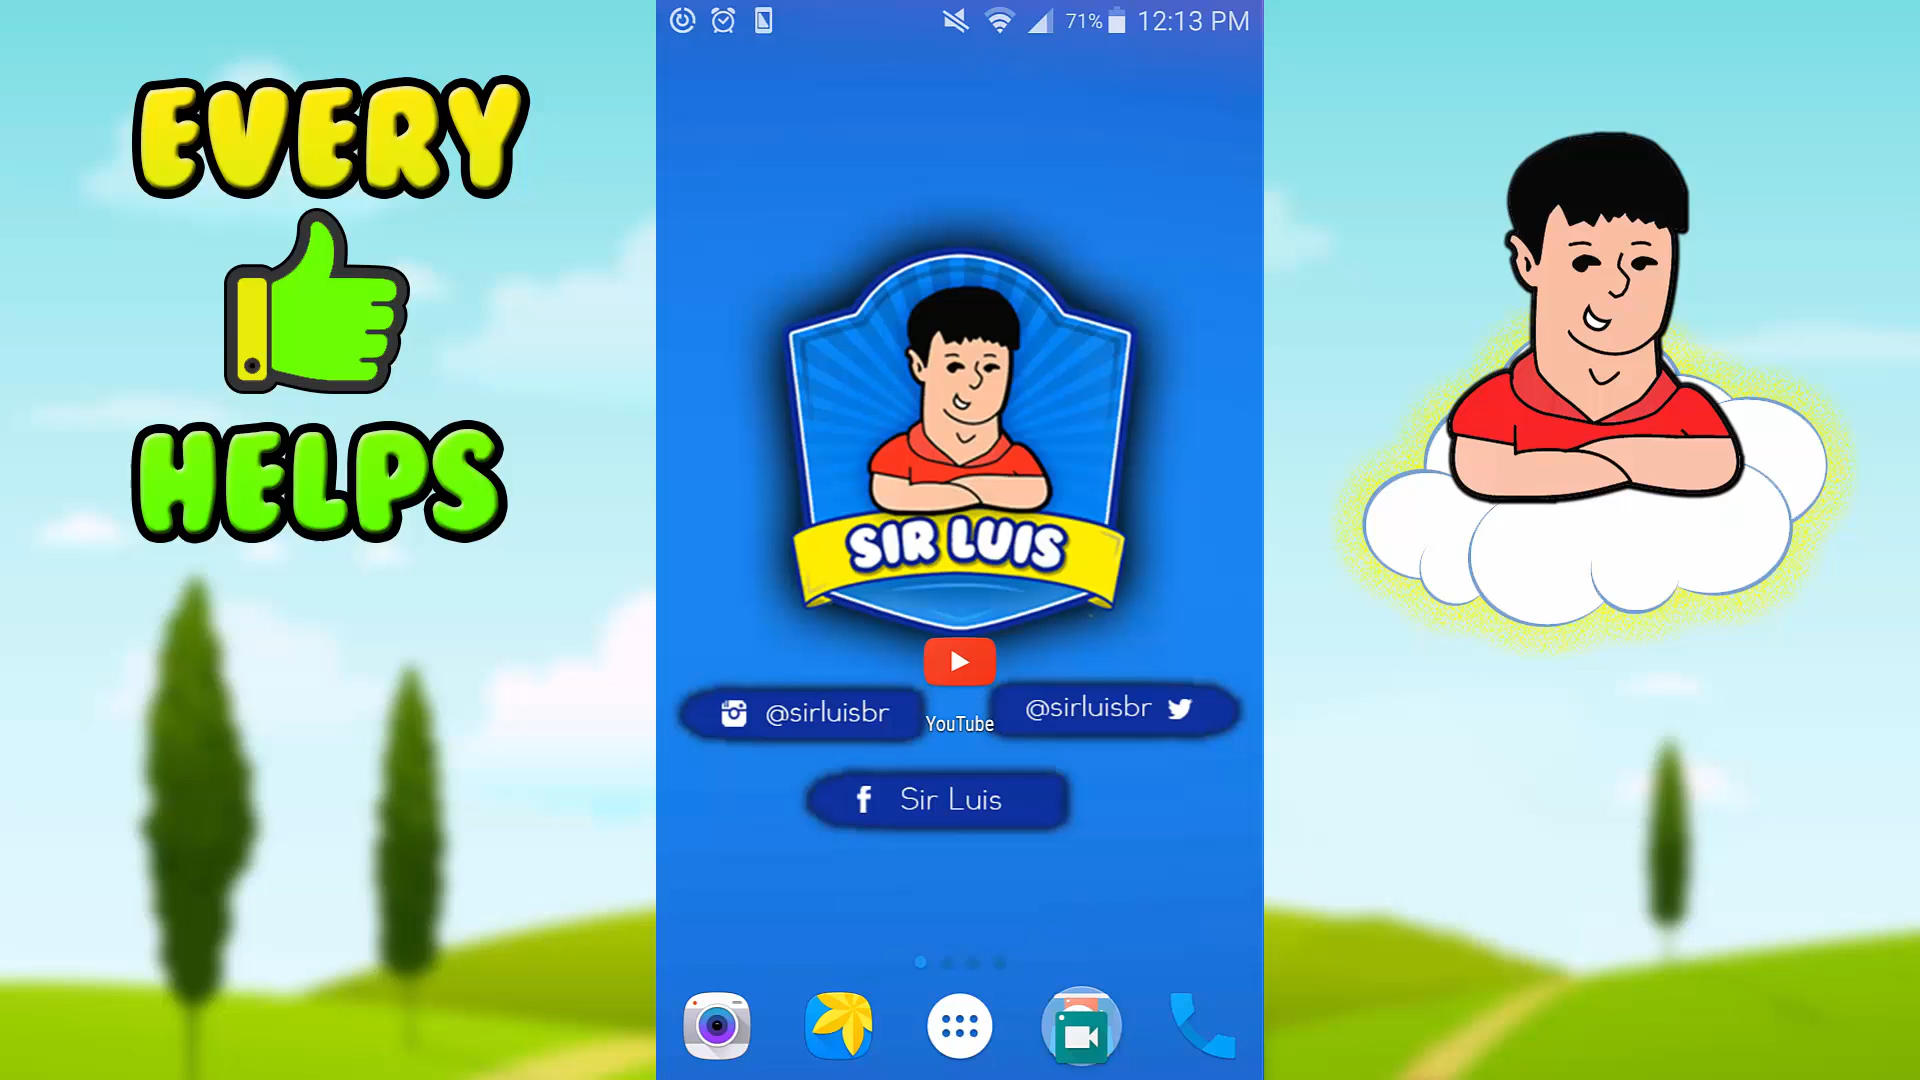 EVERY
HELPS
71% 12:13 PM
SIR LUIS
@sirluisbr
YouTube
@sirluisbr
f Sir Luis